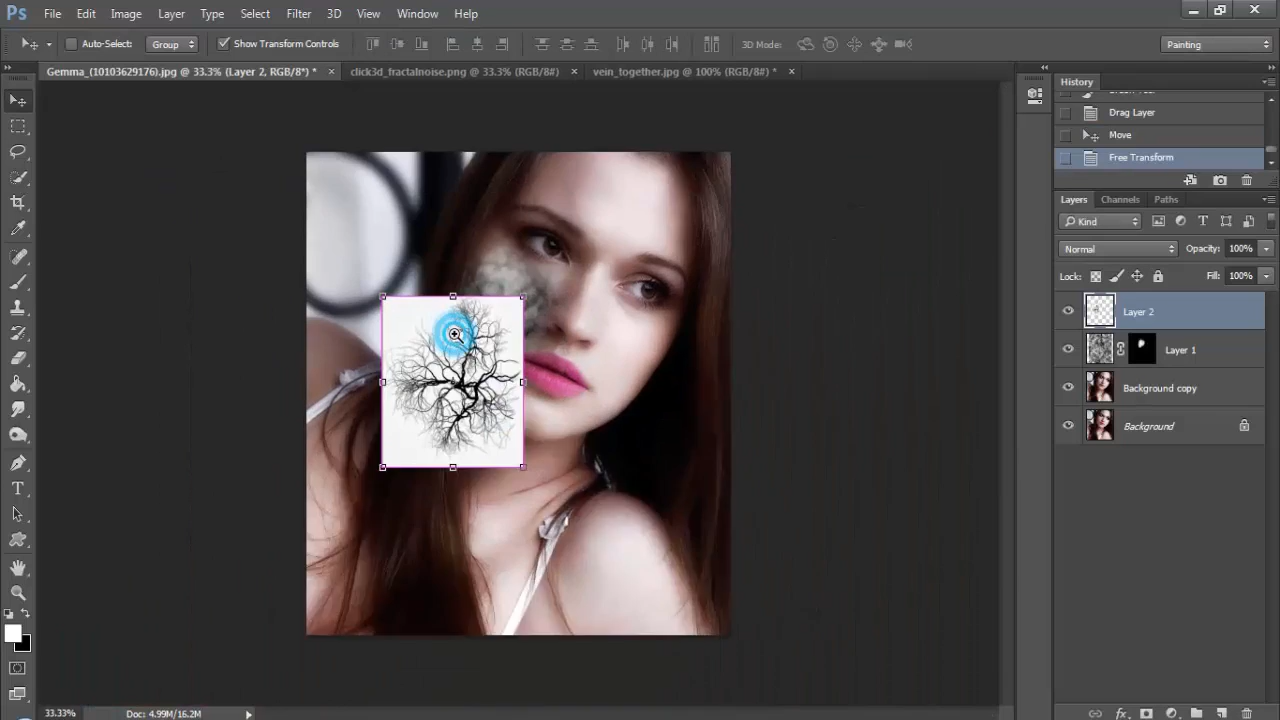 Ps File Edit Image Layer Type Select Filter 3D View Window Help
Auto-Select: Group Show Transform Controls 3D Mode: Painting
Gemma_(10103629176).jpg @ 33.3% (Layer 2, RGB/8*) * × click3d_fractalnoise.png @ 33.3% (RGB/8#) × vein_together.jpg @ 100% (RGB/8#) * ×
History
Drag Layer
Move
Free Transform
Layers Channels Paths
Kind
Normal Opacity: 100%
Lock: Fill: 100%
Layer 2
Layer 1
Background copy
Background
33.33% Doc: 4.99M/16.2M